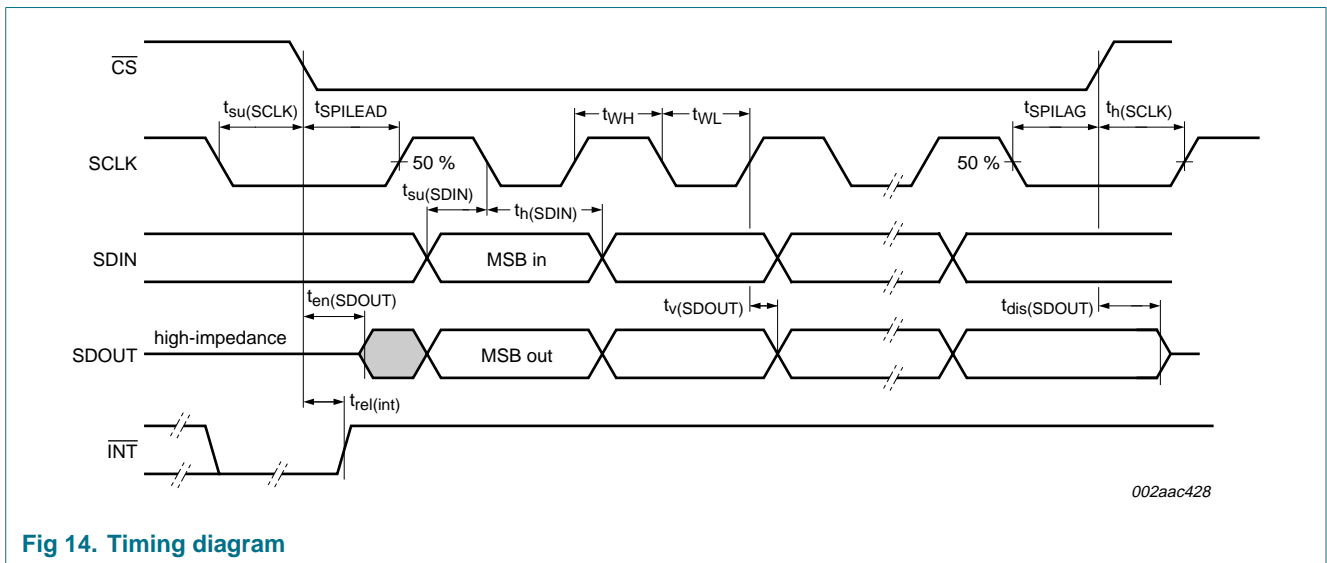 CS
tsu(SCLK) tSPILEAD tWH tWL tSPILAG th(SCLK)
SCLK 50 % 50 %
tsu(SDIN) th(SDIN)
SDIN MSB in
ten(SDOUT) tv(SDOUT) tdis(SDOUT)
high-impedance
SDOUT MSB out
trel(int)
INT
002aac428
Fig 14. Timing diagram